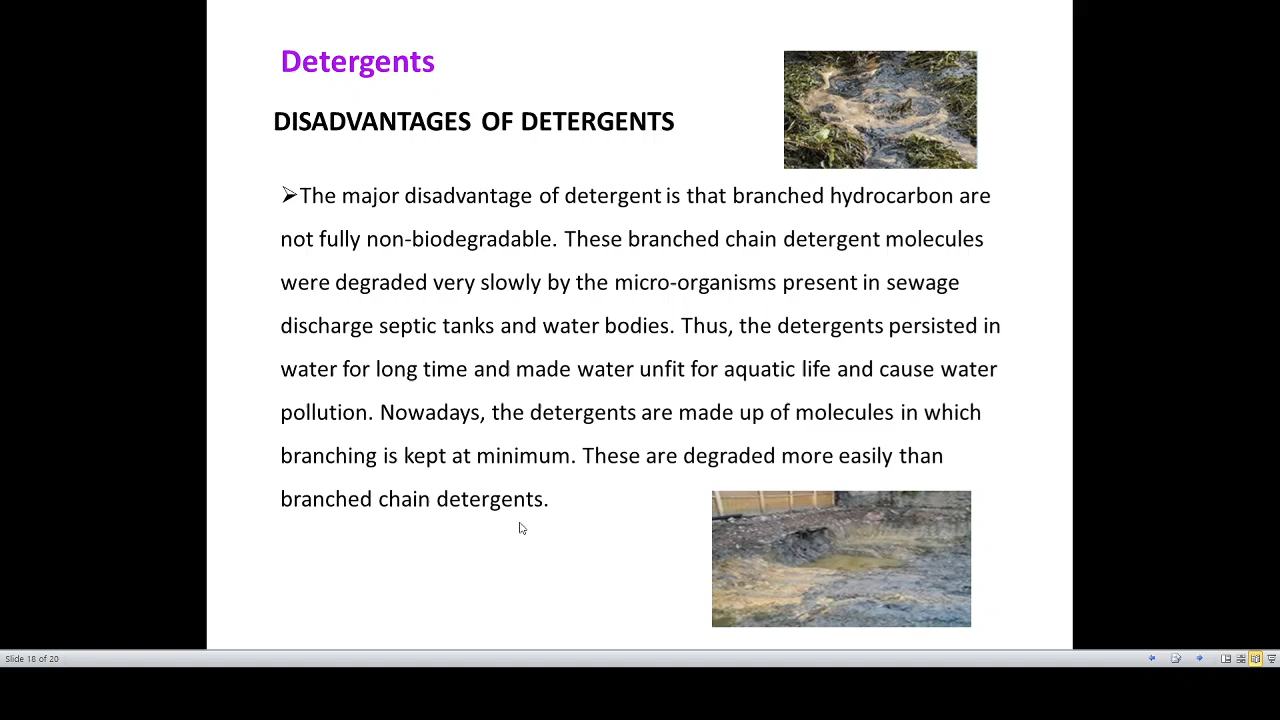 Detergents
DISADVANTAGES OF DETERGENTS
➢The major disadvantage of detergent is that branched hydrocarbon are
not fully non-biodegradable. These branched chain detergent molecules
were degraded very slowly by the micro-organisms present in sewage
discharge septic tanks and water bodies. Thus, the detergents persisted in
water for long time and made water unfit for aquatic life and cause water
pollution. Nowadays, the detergents are made up of molecules in which
branching is kept at minimum. These are degraded more easily than
branched chain detergents.
Slide 18 of 20